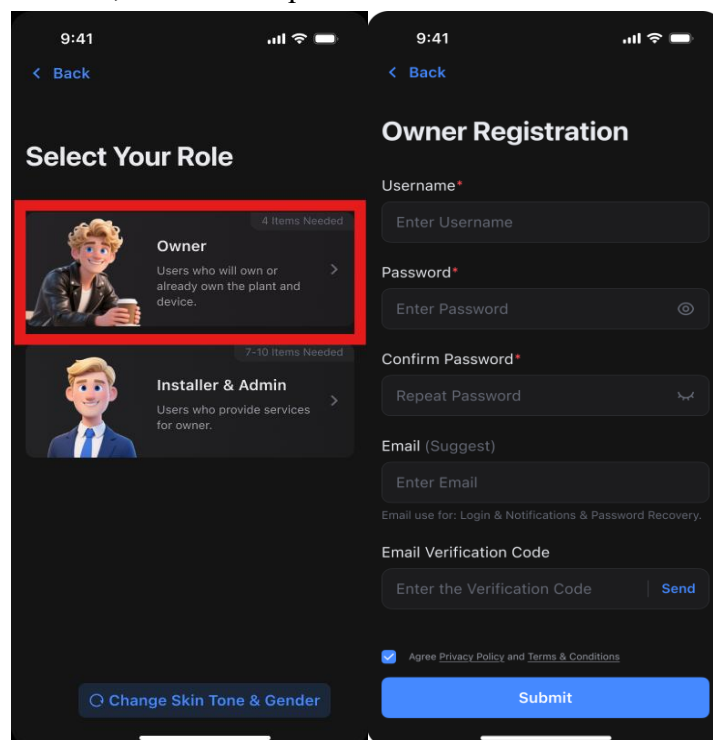 9:41
Back
Select Your Role
4 Items Needed
Owner
Users who will own or
already own the plant and
device.
7-10 Items Needed
Installer & Admin
Users who provide services
for owner.
Change Skin Tone & Gender
9:41
Back
Owner Registration
Username*
Enter Username
Password*
Enter Password
Confirm Password*
Repeat Password
Email (Suggest)
Enter Email
Email use for: Login & Notifications & Password Recovery.
Email Verification Code
Enter the Verification Code
Send
Agree Privacy Policy and Terms & Conditions
Submit